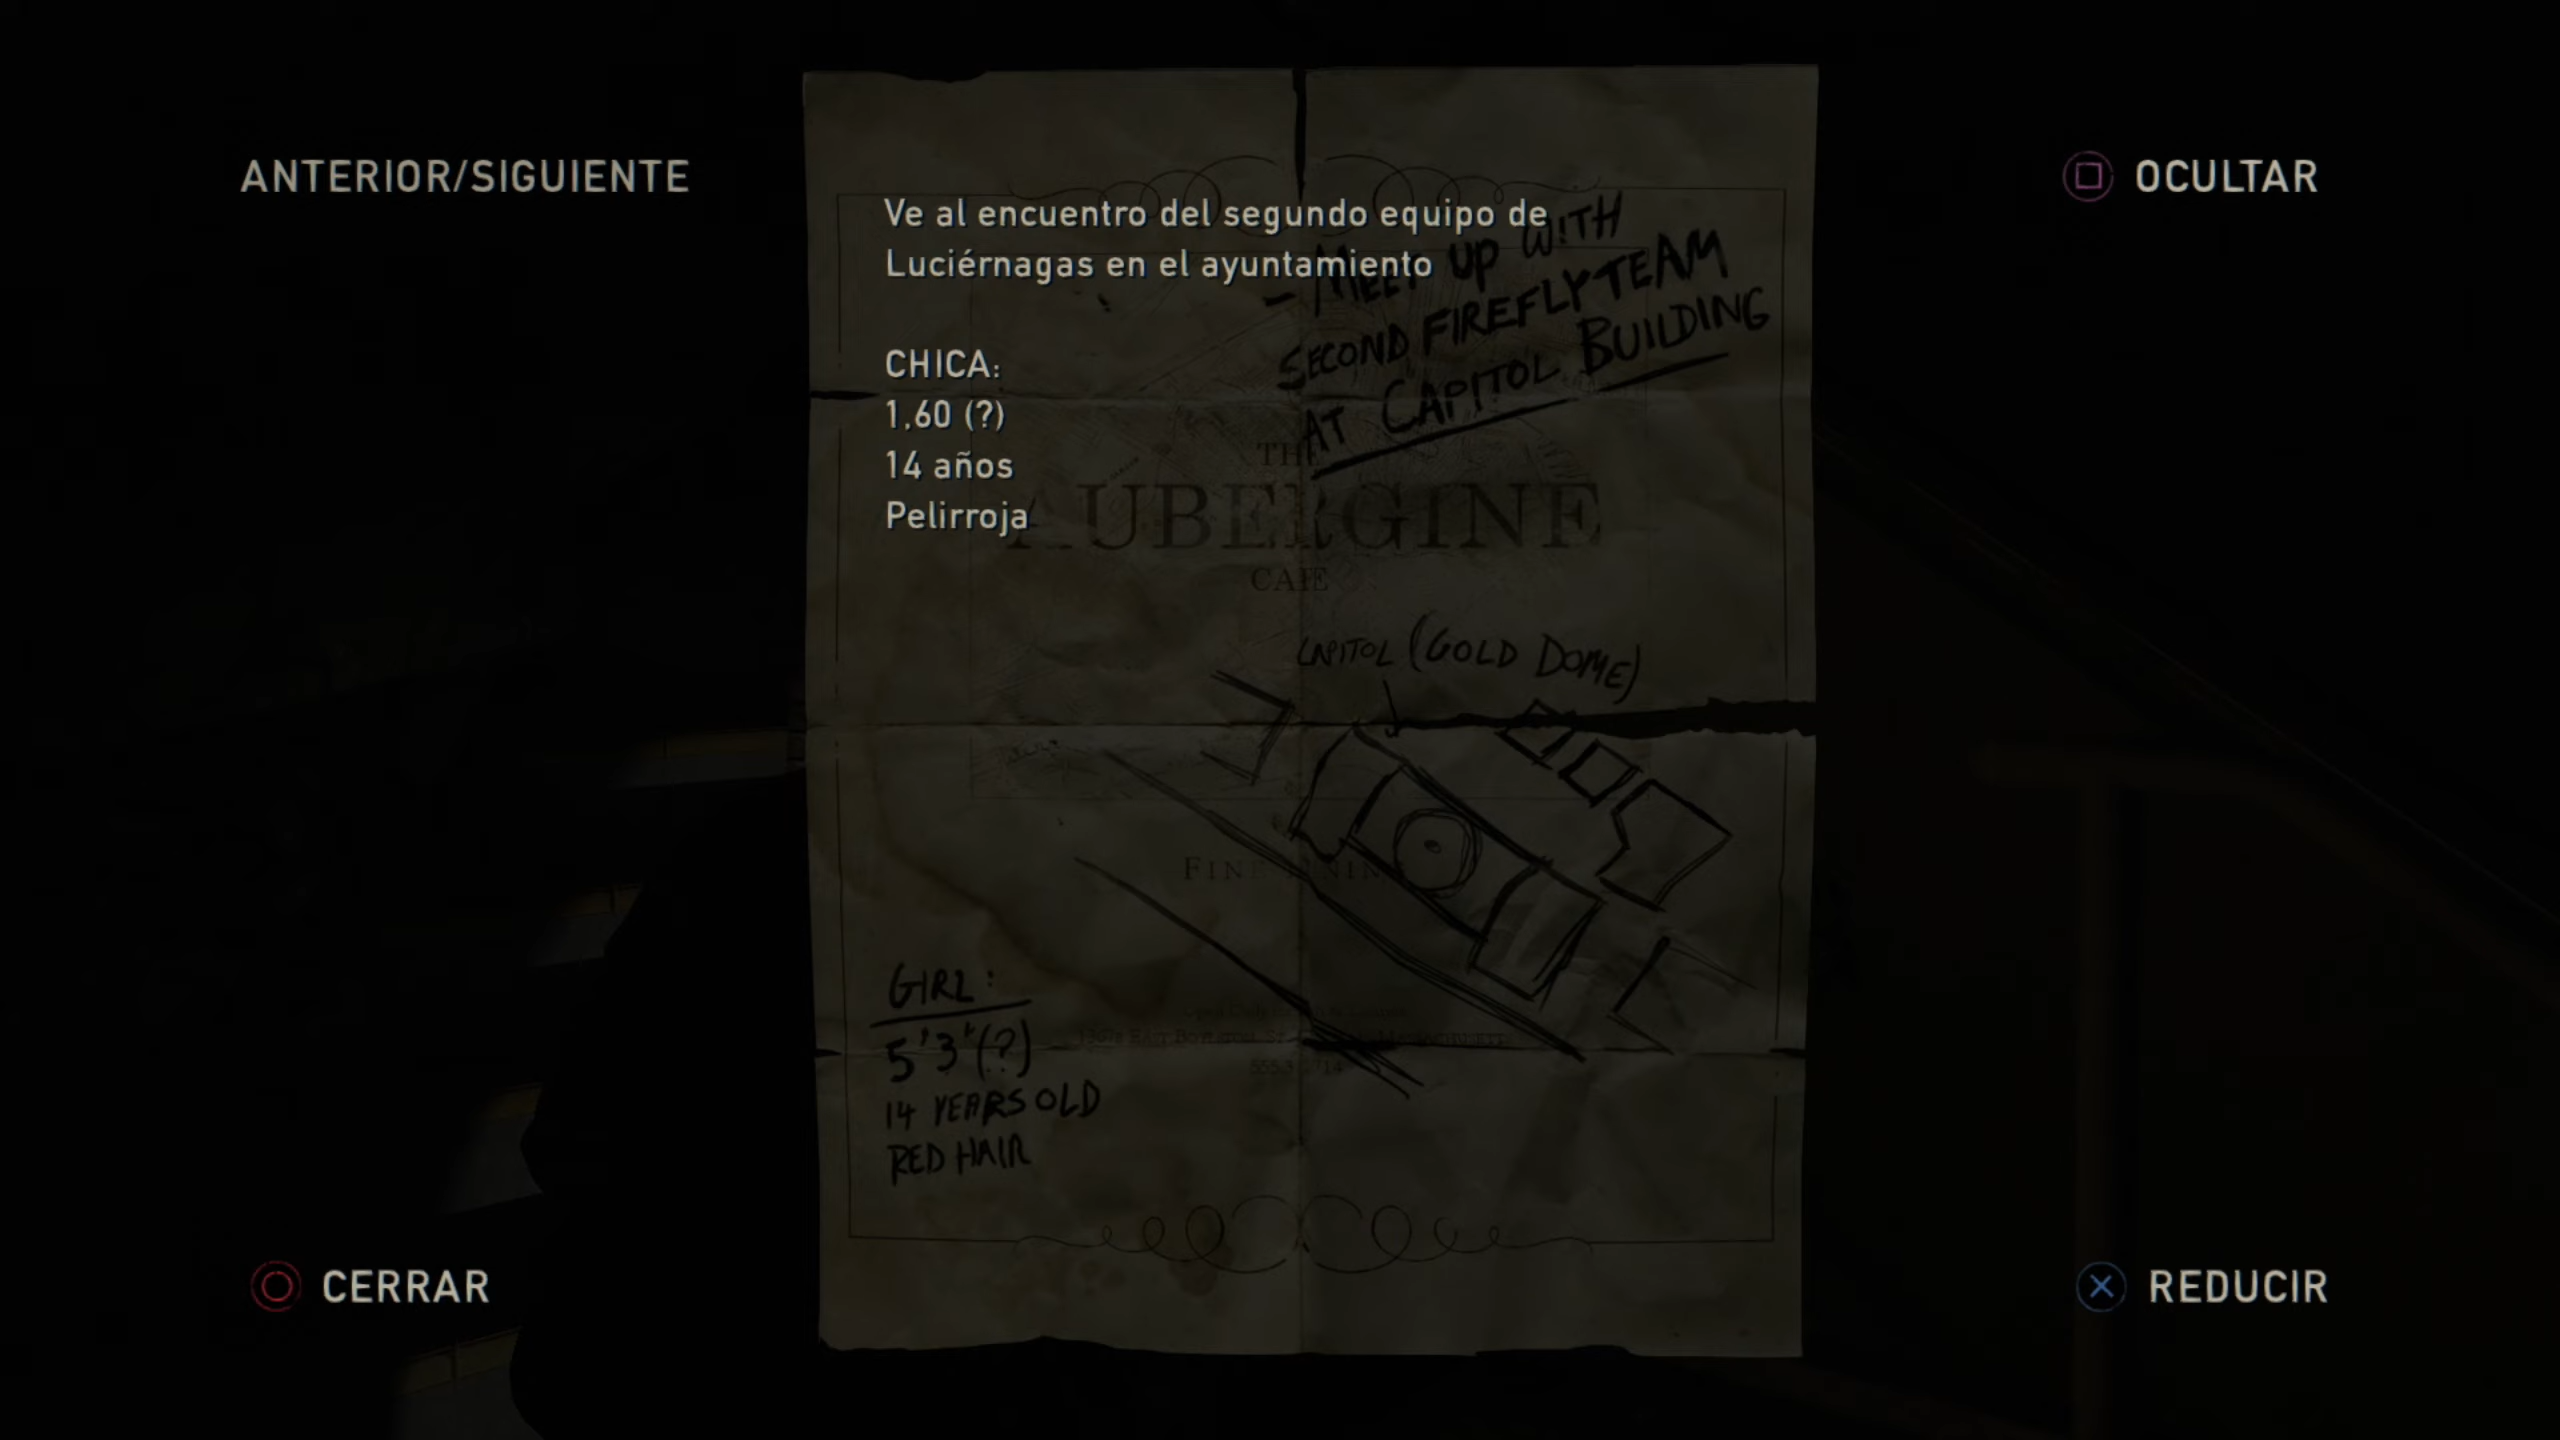 ANTERIOR/SIGUIENTE
OCULTAR
Ve al encuentro del segundo equipo de
Luciérnagas en el ayuntamiento
CHICA:
1,60 (?)
14 años
Pelirroja
- MEET UP WITH
SECOND FIREFLY TEAM
AT CAPITOL BUILDING
THE
AUBERGINE
CAFE
CAPITOL (GOLD DOME)
FINE
GIRL:
5'3"(?)
14 YEARS OLD
RED HAIR
CERRAR
REDUCIR